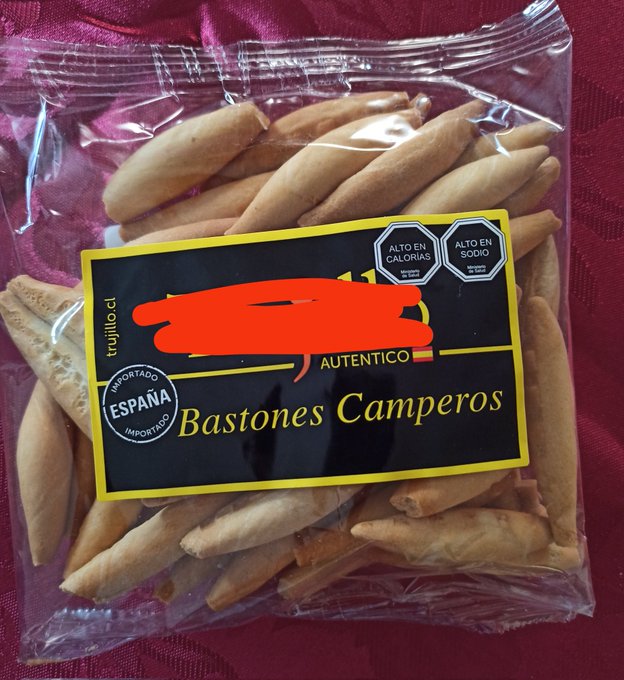 ALTO EN
CALORÍAS
Ministerio
de Salud
ALTO EN
SODIO
Ministerio
de Salud
trujillo.cl
AUTENTICO
IMPORTADO
ESPAÑA
IMPORTADO
Bastones Camperos